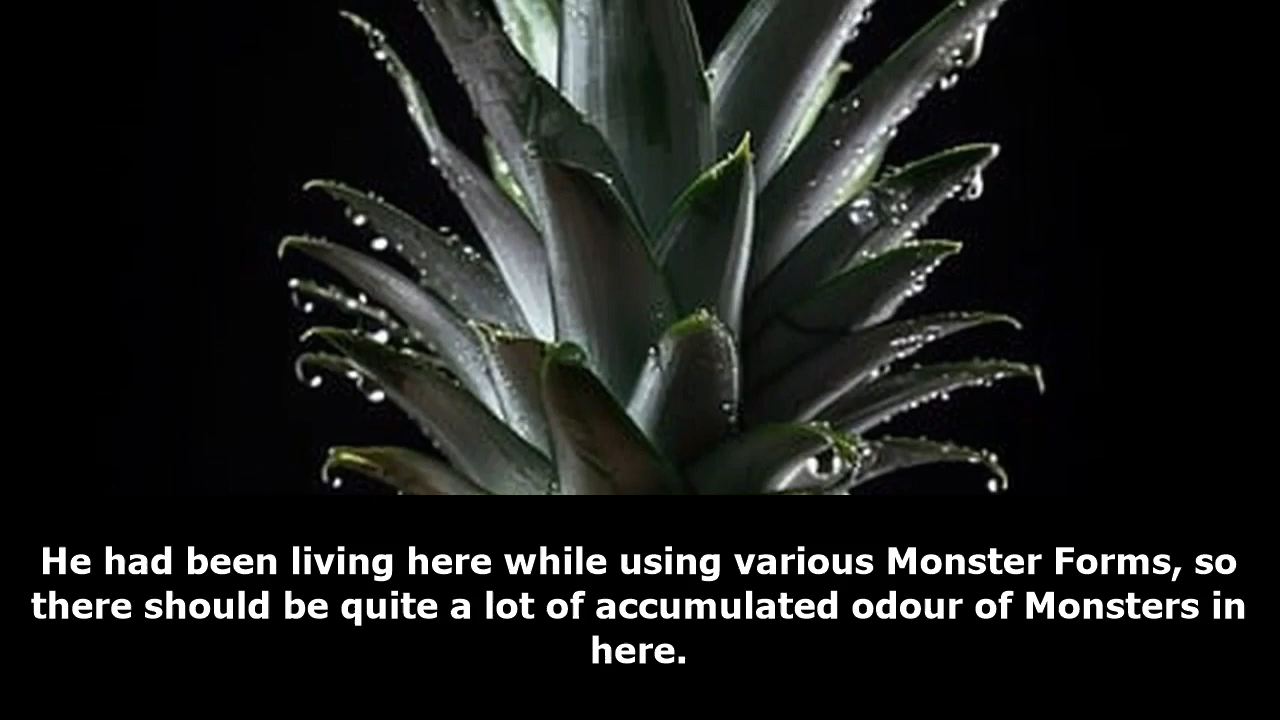 He had been living here while using various Monster Forms, so
there should be quite a lot of accumulated odour of Monsters in
here.